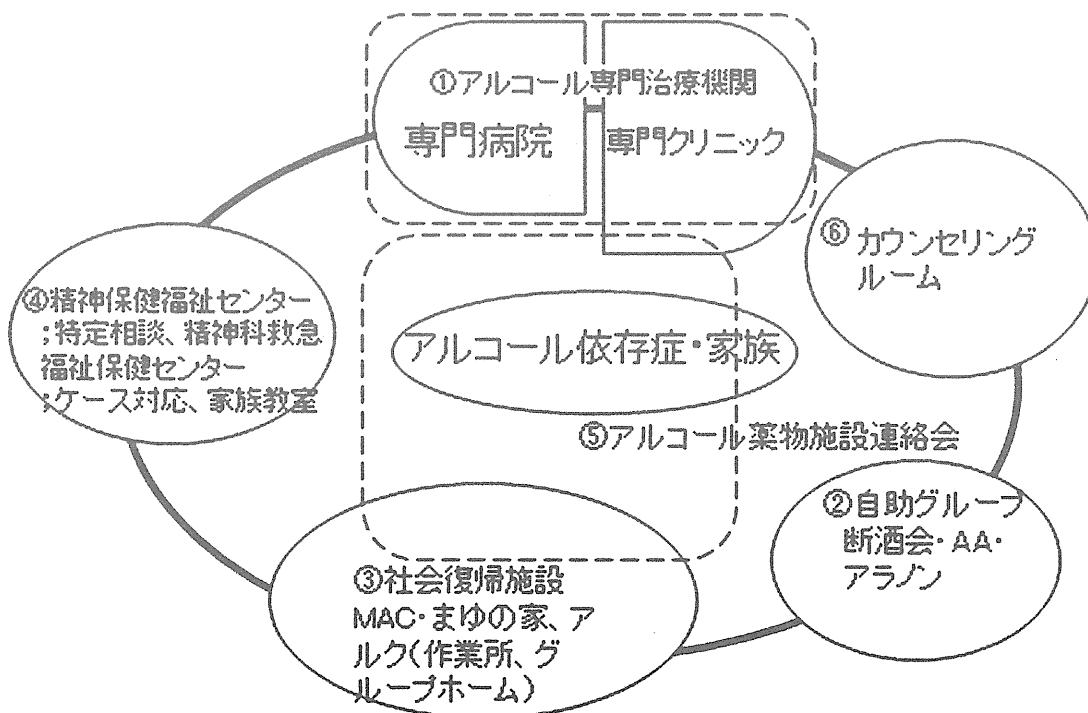 ①アルコール専門治療機関
専門病院
専門クリニック
⑥カウンセリング
ルーム
④精神保健福祉センター
;特定相談、精神科救急
福祉保健センター
;ケース対応、家族教室
アルコール依存症・家族
⑤アルコール薬物施設連絡会
②自助グループ
断酒会・AA・
アラノン
③社会復帰施設
MAC・まゆの家、ア
ルク(作業所、グ
ループホーム)